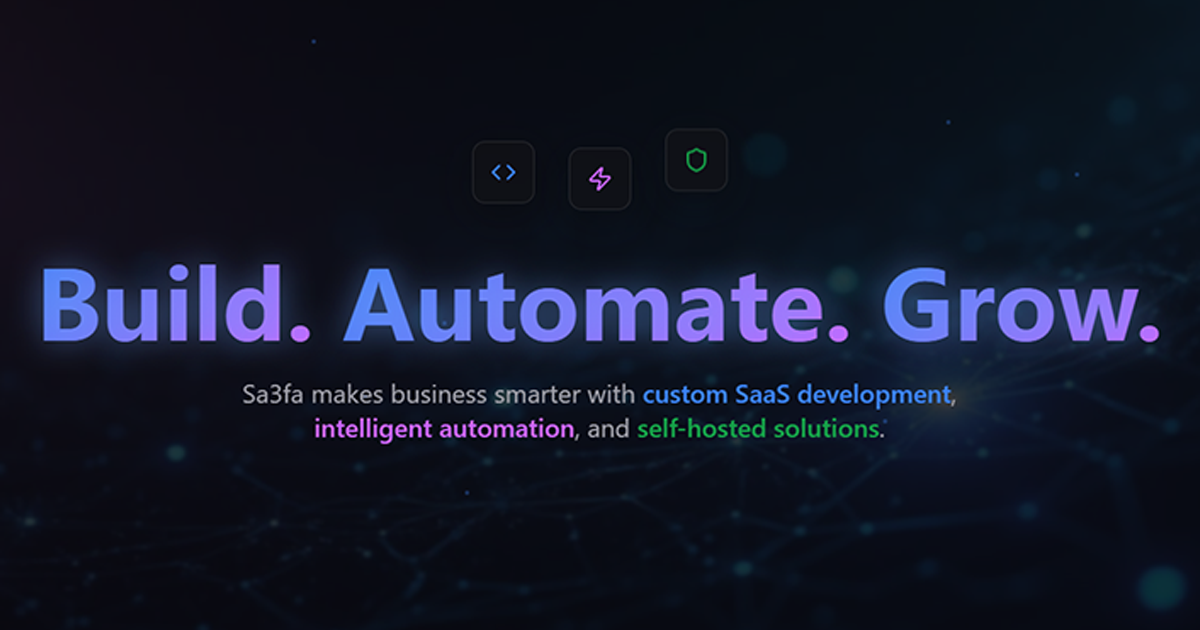 Build. Automate. Grow.
Sa3fa makes business smarter with custom SaaS development,
intelligent automation, and self-hosted solutions.